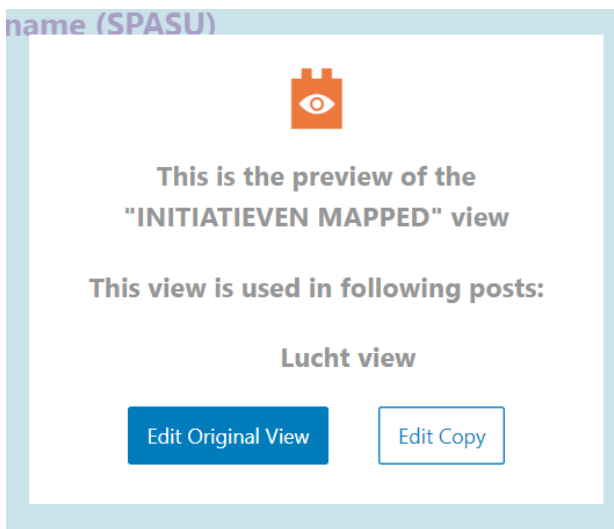 name (SPASU)
This is the preview of the
"INITIATIEVEN MAPPED" view
This view is used in following posts:
Lucht view
Edit Original View
Edit Copy